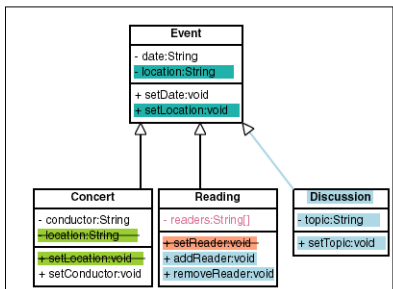 Event
- date:String
- location:String
+ setDate:void
+ setLocation:void
Concert
- conductor:String
- location:String
+ setLocation:void
+ setConductor:void
Reading
- readers:String[]
+ setReader:void
+ addReader:void
+ removeReader:void
Discussion
- topic:String
+ setTopic:void